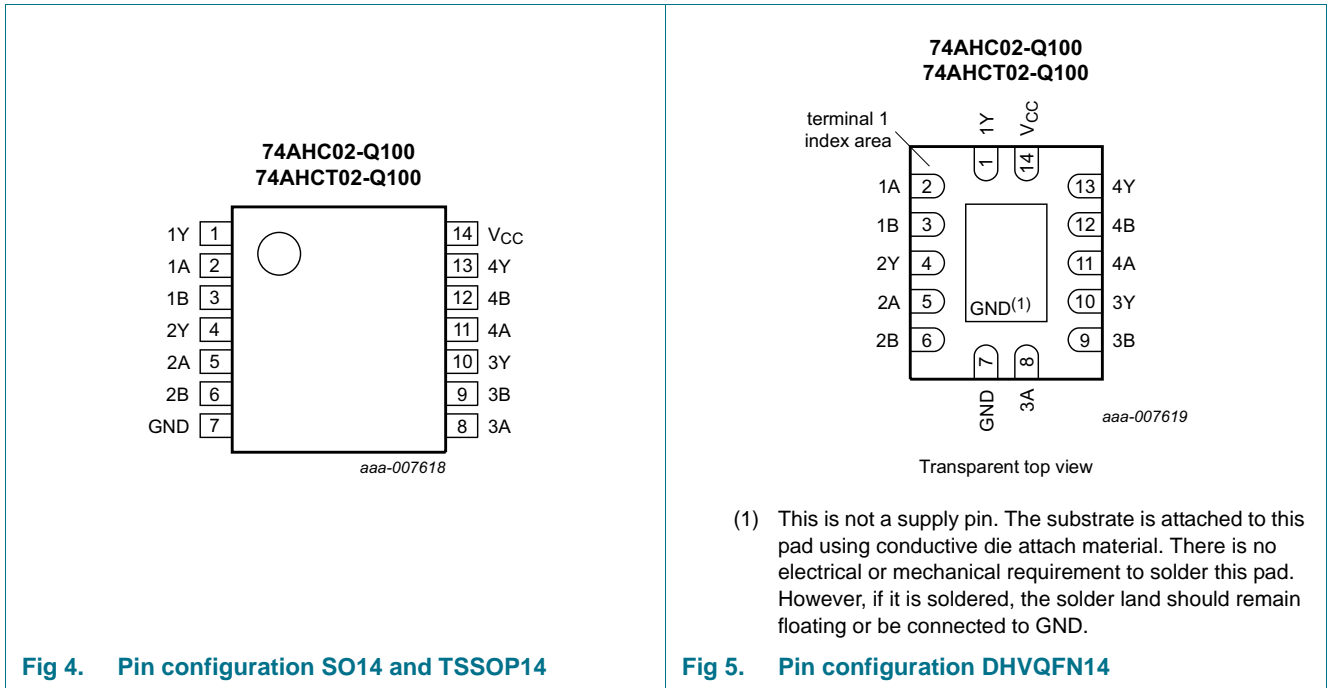 74AHC02-Q100
74AHCT02-Q100
1Y 1
1A 2
1B 3
2Y 4
2A 5
2B 6
GND 7
14 VCC
13 4Y
12 4B
11 4A
10 3Y
9 3B
8 3A
aaa-007618
Fig 4. Pin configuration SO14 and TSSOP14
74AHC02-Q100
74AHCT02-Q100
terminal 1
index area
1Y
VCC
1
14
1A 2
1B 3
2Y 4
2A 5
2B 6
13 4Y
12 4B
11 4A
10 3Y
9 3B
GND(1)
7
8
GND
3A
aaa-007619
Transparent top view
(1) This is not a supply pin. The substrate is attached to this
pad using conductive die attach material. There is no
electrical or mechanical requirement to solder this pad.
However, if it is soldered, the solder land should remain
floating or be connected to GND.
Fig 5. Pin configuration DHVQFN14